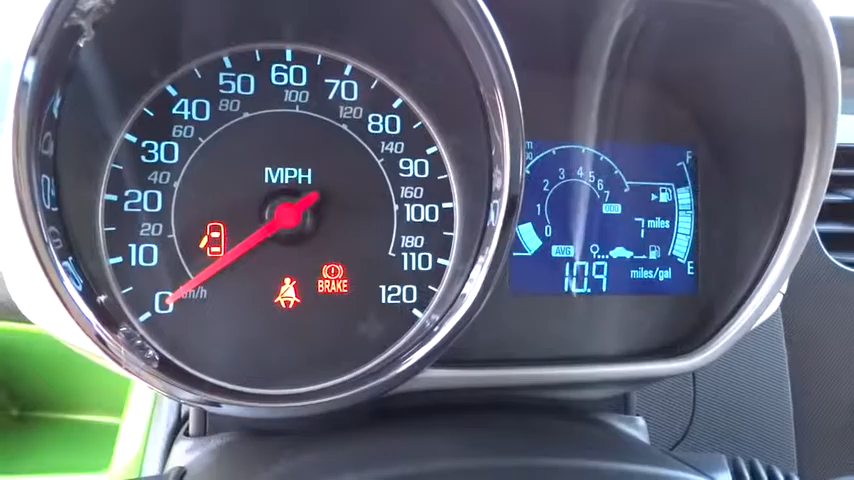 0 10 20 30 40 50 60 70 80 90 100 110 120
20 40 60 80 100 120 140 160 180
MPH
km/h
BRAKE
0 1 2 3 4 5 6 7
000
F
7 miles
E
AVG
10.9 miles/gal